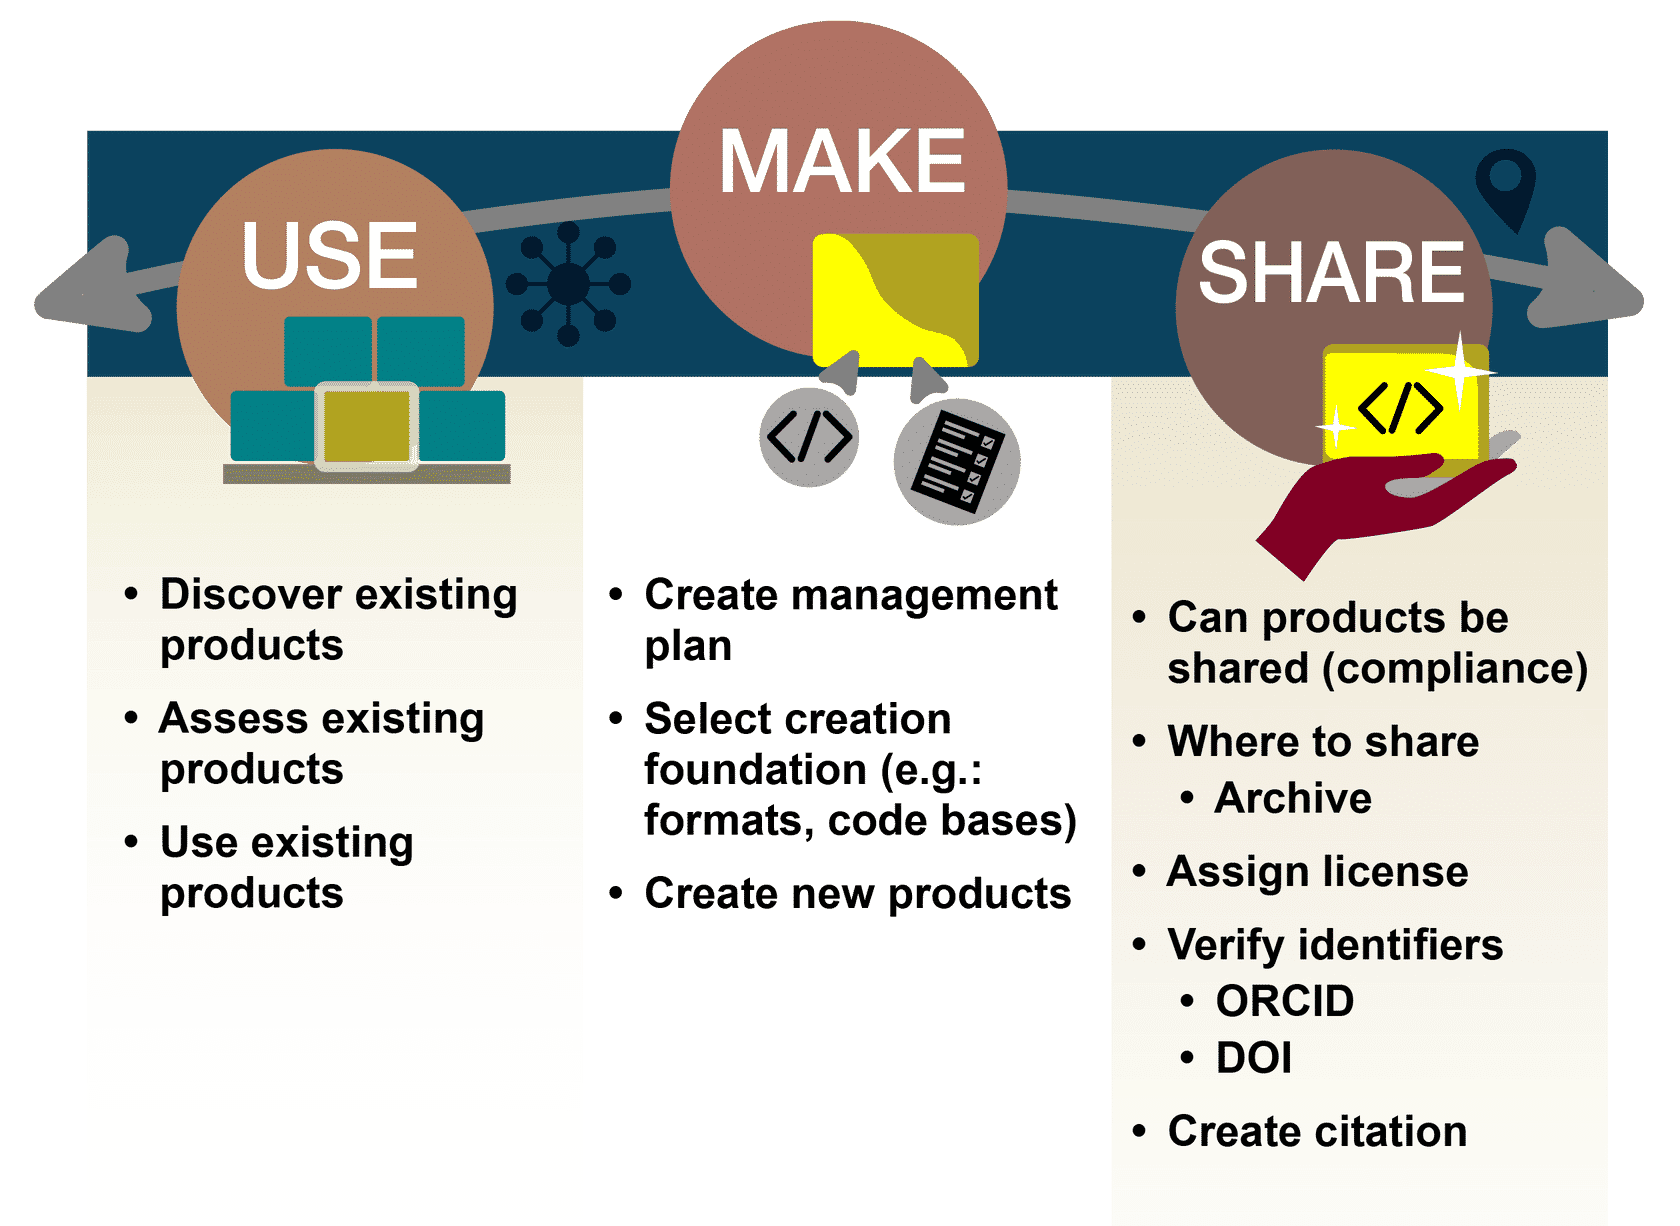 USE
MAKE
SHARE
</>
</>
• Discover existing
products
• Assess existing
products
• Use existing
products
• Create management
plan
• Select creation
foundation (e.g.:
formats, code bases)
• Create new products
• Can products be
shared (compliance)
• Where to share
• Archive
• Assign license
• Verify identifiers
• ORCID
• DOI
• Create citation